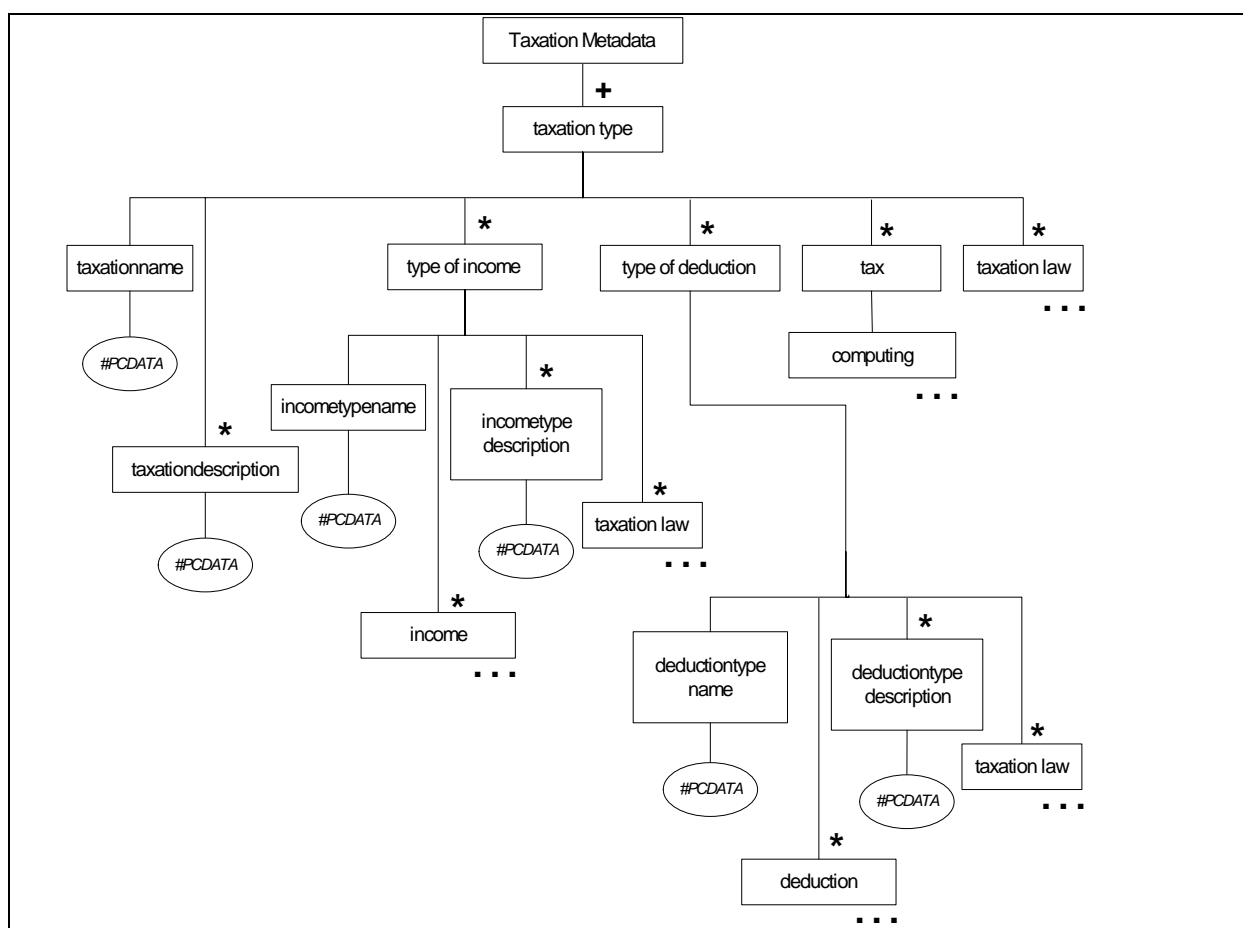 Taxation Metadata
+
taxation type
* * * *
taxationname
type of income
type of deduction
tax
taxation law
. . .
#PCDATA
computing
. . .
*
incometypename
incometype
description
*
taxationdescription
#PCDATA
*
taxation law
. . .
#PCDATA
#PCDATA
*
income
. . .
deductiontype
name
*
deductiontype
description
*
taxation law
. . .
#PCDATA
#PCDATA
*
deduction
. . .